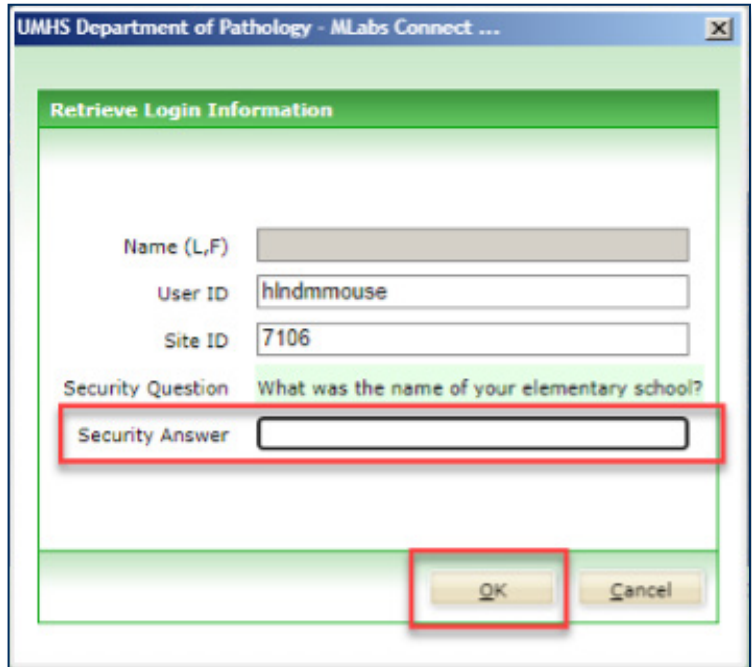 UMHS Department of Pathology - MLabs Connect ...
Retrieve Login Information
Name (L,F)
User ID hlndmmouse
Site ID 7106
Security Question What was the name of your elementary school?
Security Answer
OK Cancel